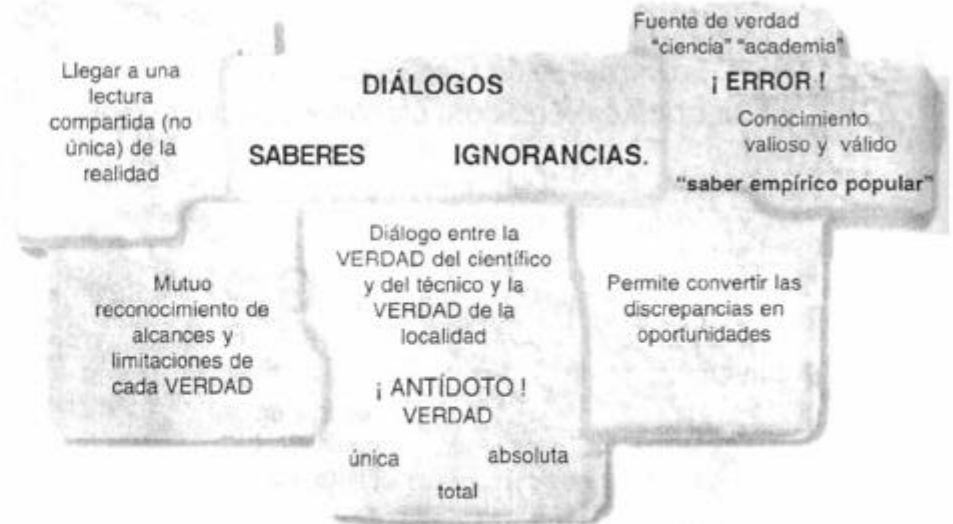 Llegar a una
lectura
compartida (no
única) de la
realidad
DIÁLOGOS
SABERES IGNORANCIAS.
Fuente de verdad
"ciencia" "academia"
¡ ERROR !
Conocimiento
valioso y válido
"saber empírico popular"
Mutuo
reconocimiento de
alcances y
limitaciones de
cada VERDAD
Diálogo entre la
VERDAD del científico
y del técnico y la
VERDAD de la
localidad
¡ ANTÍDOTO !
VERDAD
única absoluta
total
Permite convertir las
discrepancias en
oportunidades